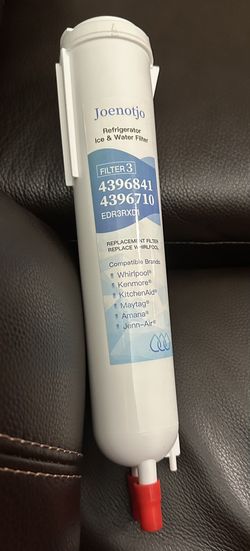 Joenotjo
Refrigerator
Ice & Water Filter
FILTER 3
4396841
4396710
EDR3RXD1
REPLACEMENT FILTER
REPLACE WHIRLPOOL
Compatible Brands
Whirlpool®
Kenmore®
KitchenAid®
Maytag®
Amana®
Jenn-Air®